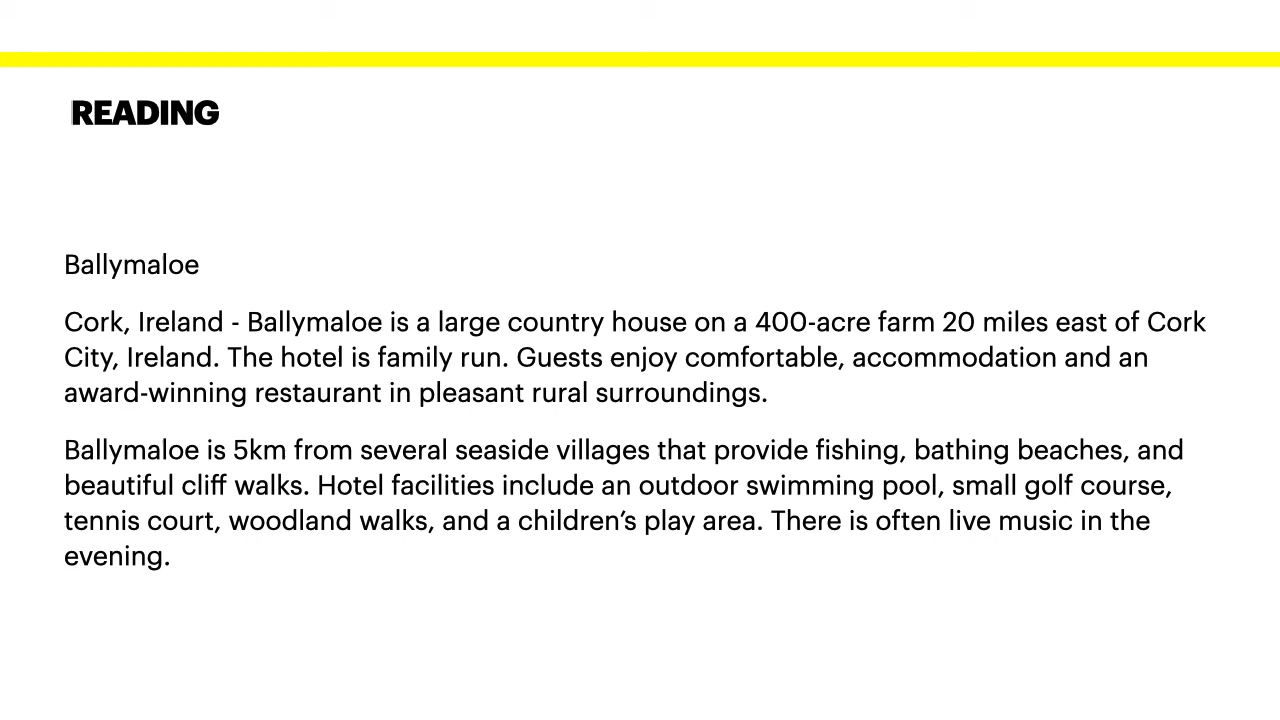 READING
Ballymaloe
Cork, Ireland - Ballymaloe is a large country house on a 400-acre farm 20 miles east of Cork
City, Ireland. The hotel is family run. Guests enjoy comfortable, accommodation and an
award-winning restaurant in pleasant rural surroundings.
Ballymaloe is 5km from several seaside villages that provide fishing, bathing beaches, and
beautiful cliff walks. Hotel facilities include an outdoor swimming pool, small golf course,
tennis court, woodland walks, and a children’s play area. There is often live music in the
evening.